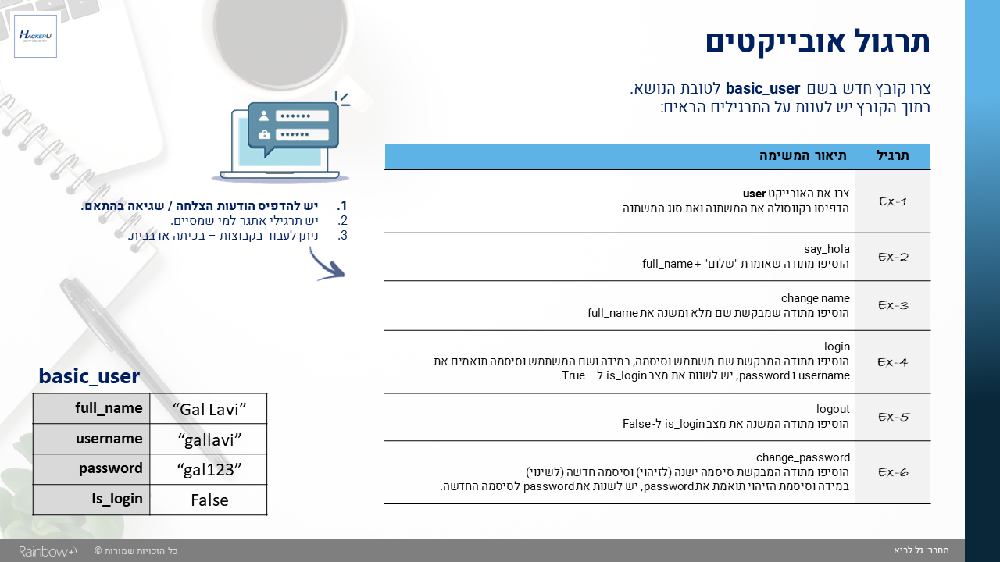 HACKERU
תרגול אובייקטים
צרו קובץ חדש בשם basic_user לטובת הנושא.
בתוך הקובץ יש לענות על התרגילים הבאים:
תרגיל תיאור המשימה
Ex-1
צרו את האובייקט user
הדפיסו בקונסולה את המשתנה ואת סוג המשתנה
Ex-2
say_hola
הוסיפו מתודה שאומרת "שלום" + full_name
Ex-3
change name
הוסיפו מתודה שמבקשת שם מלא ומשנה את full_name
Ex-4
login
הוסיפו מתודה המבקשת שם משתמש וסיסמה, במידה ושם המשתמש וסיסמה תואמים את
username ו password, יש לשנות את מצב is_login ל – True
Ex-5
logout
הוסיפו מתודה המשנה את מצב is_login ל- False
Ex-6
change_password
הוסיפו מתודה המבקשת סיסמה ישנה (לזיהוי) וסיסמה חדשה (לשינוי)
במידה וסיסמת הזיהוי תואמת את password, יש לשנות את password לסיסמה החדשה.
1. יש להדפיס הודעות הצלחה / שגיאה בהתאם.
2. יש תרגילי אתגר למי שמסיים.
3. ניתן לעבוד בקבוצות – בכיתה או בבית.
basic_user
full_name “Gal Lavi”
username “gallavi”
password “gal123”
Is_login False
מחבר: גל לביא
כל הזכויות שמורות ©
Rainbow+